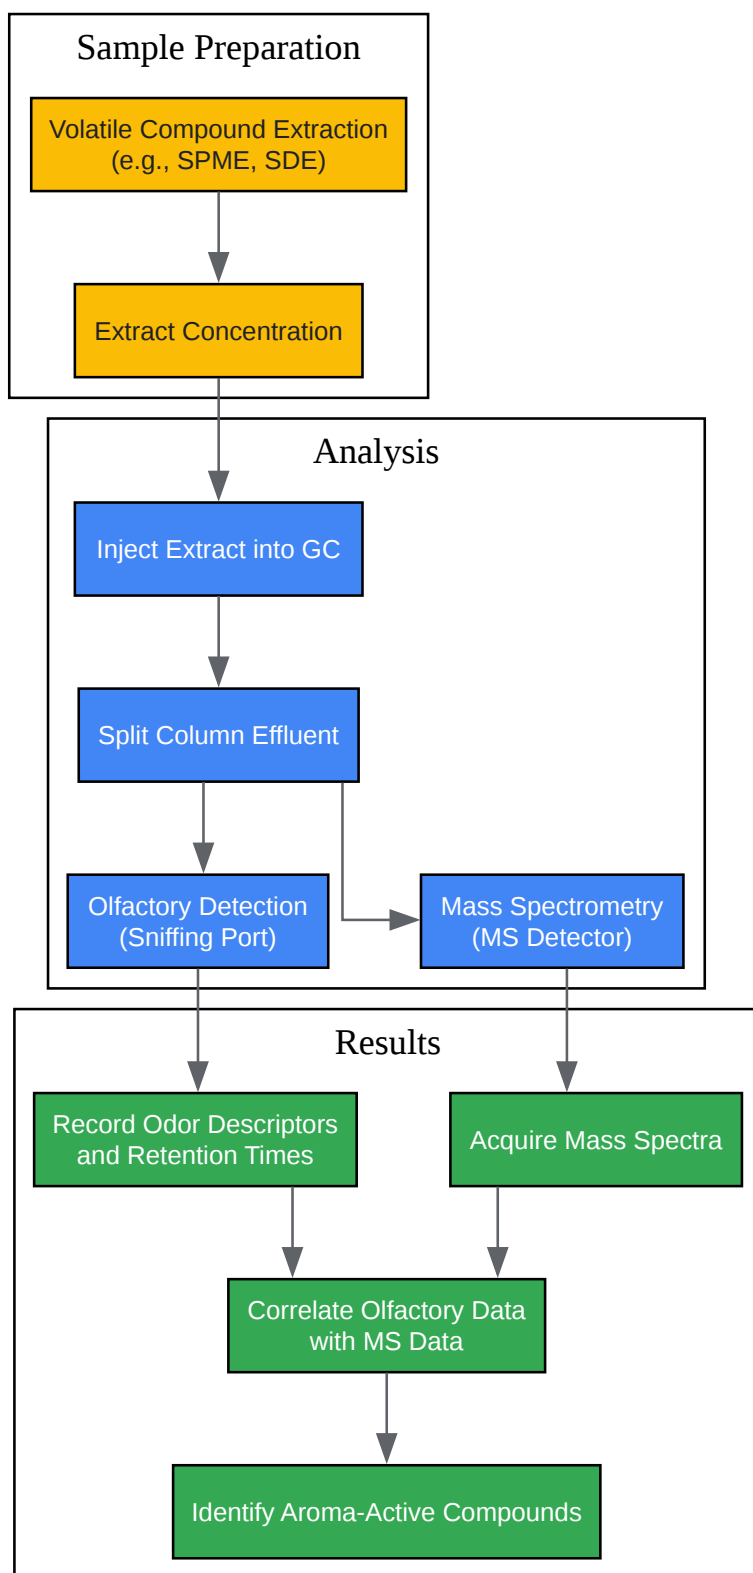 Sample Preparation
Volatile Compound Extraction
(e.g., SPME, SDE)
Extract Concentration
Analysis
Inject Extract into GC
Split Column Effluent
Olfactory Detection
(Sniffing Port)
Mass Spectrometry
(MS Detector)
Results
Record Odor Descriptors
and Retention Times
Acquire Mass Spectra
Correlate Olfactory Data
with MS Data
Identify Aroma-Active Compounds